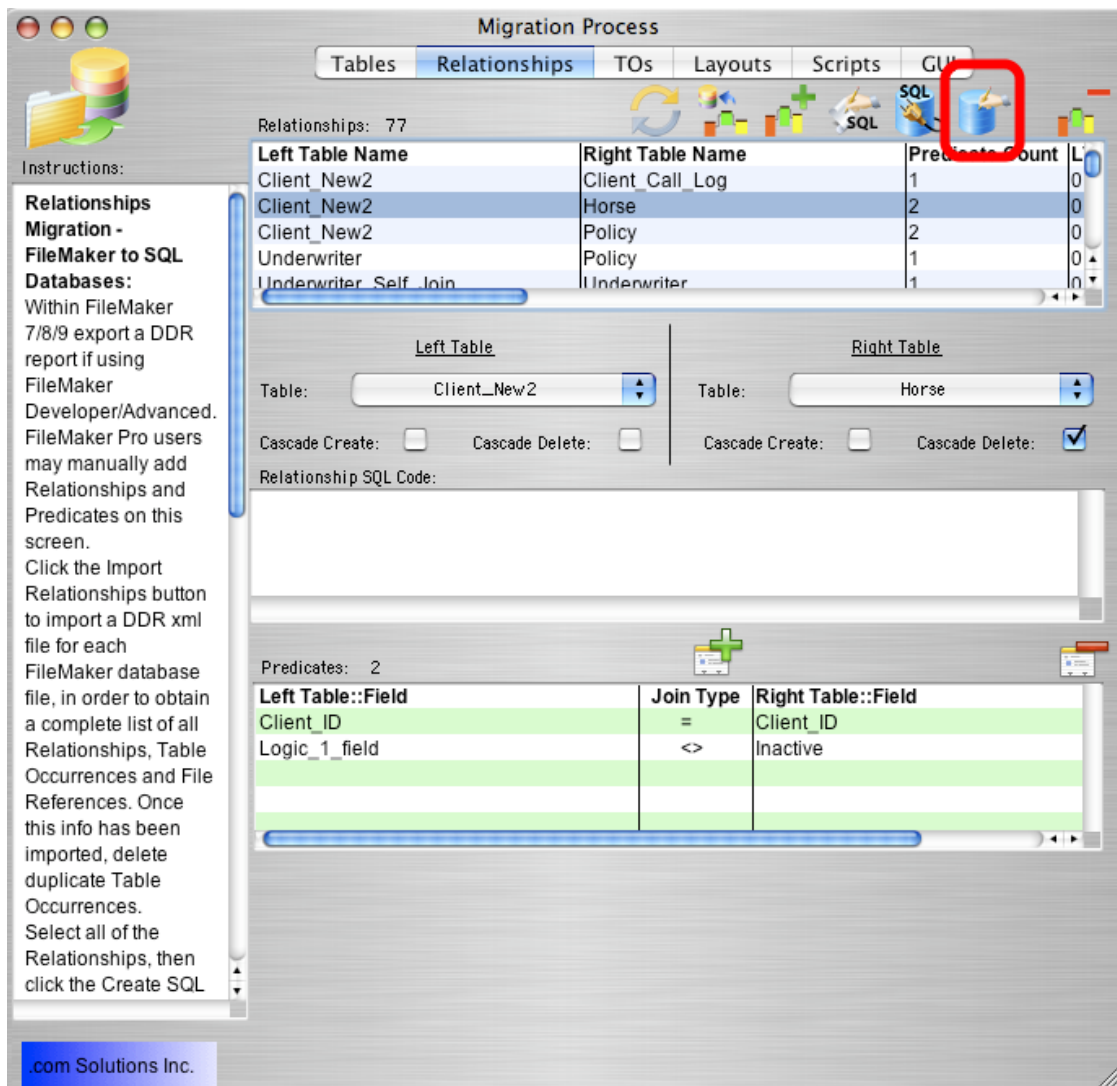 Migration Process
Tables Relationships TOs Layouts Scripts GUI
Relationships: 77
SQL
SQL
Instructions:
Left Table Name Right Table Name Predicate Count
Client_New2 Client_Call_Log 1 0
Client_New2 Horse 2 0
Client_New2 Policy 2 0
Underwriter Policy 1 0
Underwriter_Self_Join Underwriter 1 0
Relationships
Migration -
FileMaker to SQL
Databases:
Within FileMaker
7/8/9 export a DDR
report if using
FileMaker
Developer/Advanced.
FileMaker Pro users
may manually add
Relationships and
Predicates on this
screen.
Click the Import
Relationships button
to import a DDR xml
file for each
FileMaker database
file, in order to obtain
a complete list of all
Relationships, Table
Occurrences and File
References. Once
this info has been
imported, delete
duplicate Table
Occurrences.
Select all of the
Relationships, then
click the Create SQL
Left Table Right Table
Table: Client_New2 Table: Horse
Cascade Create: Cascade Delete: Cascade Create: Cascade Delete:
Relationship SQL Code:
Predicates: 2
Left Table::Field Join Type Right Table::Field
Client_ID = Client_ID
Logic_1_field <> Inactive
.com Solutions Inc.